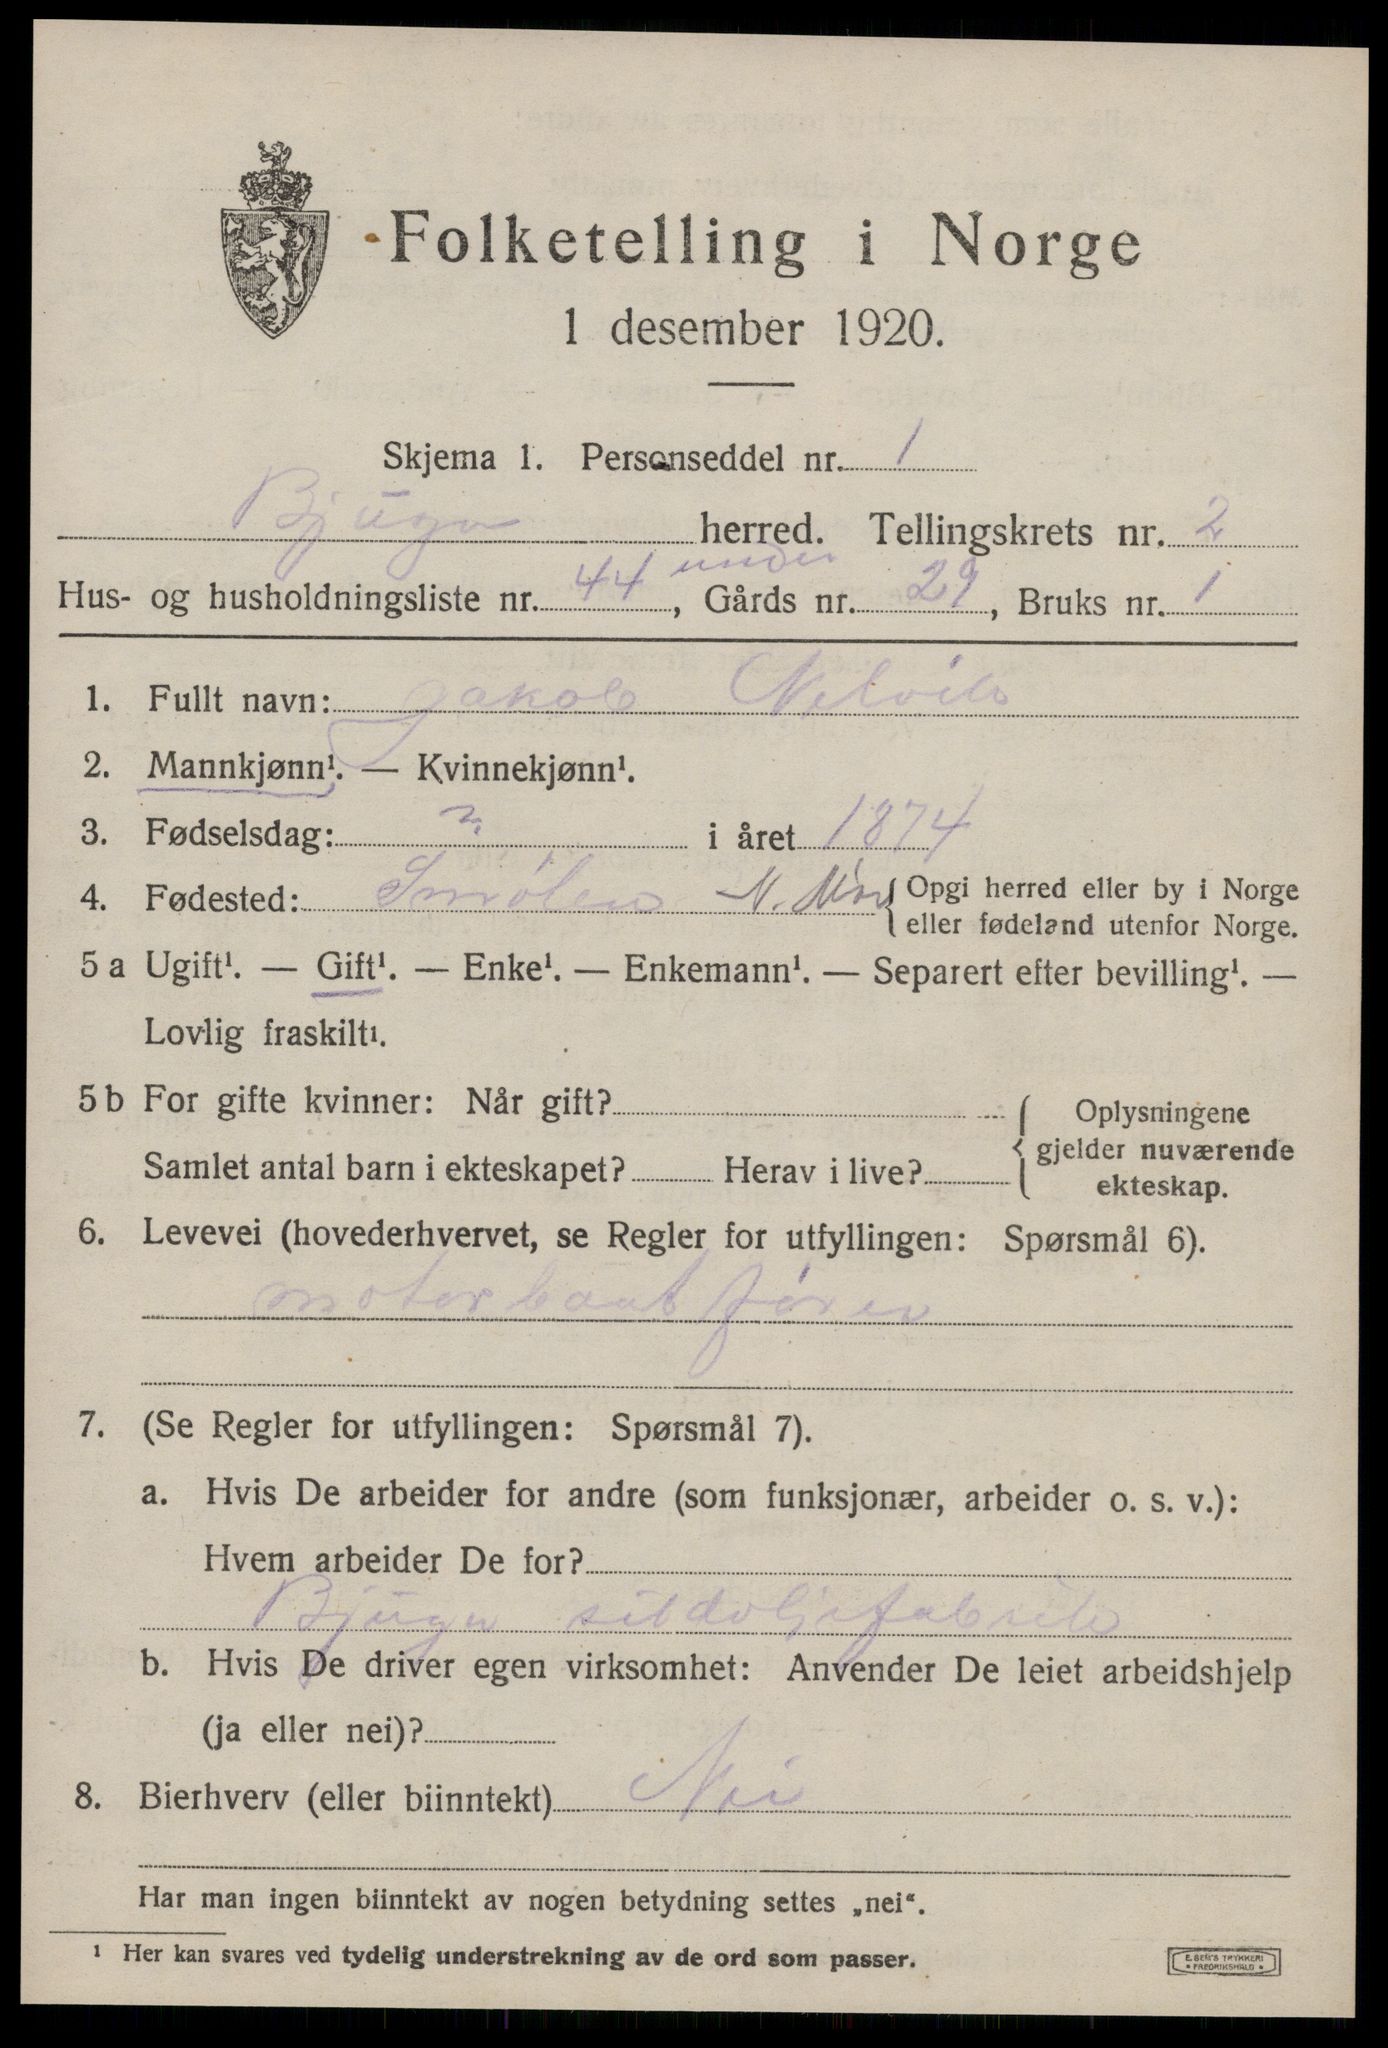 Folketelling i Norge
1 desember 1920.
Skjema 1. Personseddel nr. 1
Bjugn herred. Tellingskrets nr. 2
Hus- og husholdningsliste nr. 44 under, Gårds nr. 29, Bruks nr. 1
1. Fullt navn: Jakob Nelvik
2. Mannkjønn¹. — Kvinnekjønn¹.
3. Fødselsdag: ? i året 1874
4. Fødested: Smølen N. Mør { Opgi herred eller by i Norge
eller fødeland utenfor Norge.
5 a Ugift¹. — Gift¹. — Enke¹. — Enkemann¹. — Separert efter bevilling¹. —
Lovlig fraskilt¹.
5 b For gifte kvinner: Når gift? { Oplysningene
gjelder nuværende
Samlet antal barn i ekteskapet? Herav i live? ekteskap.
6. Levevei (hovederhvervet, se Regler for utfyllingen: Spørsmål 6).
motorbaatfører
7. (Se Regler for utfyllingen: Spørsmål 7).
a. Hvis De arbeider for andre (som funksjonær, arbeider o. s. v.):
Hvem arbeider De for?
Bjugn sildoljefabrik
b. Hvis De driver egen virksomhet: Anvender De leiet arbeidshjelp
(ja eller nei)?
8. Bierhverv (eller biinntekt) Nei
Har man ingen biinntekt av nogen betydning settes „nei“.
¹ Her kan svares ved tydelig understrekning av de ord som passer.
E. SEM'S TRYKKERI
• FREDRIKSHALD •